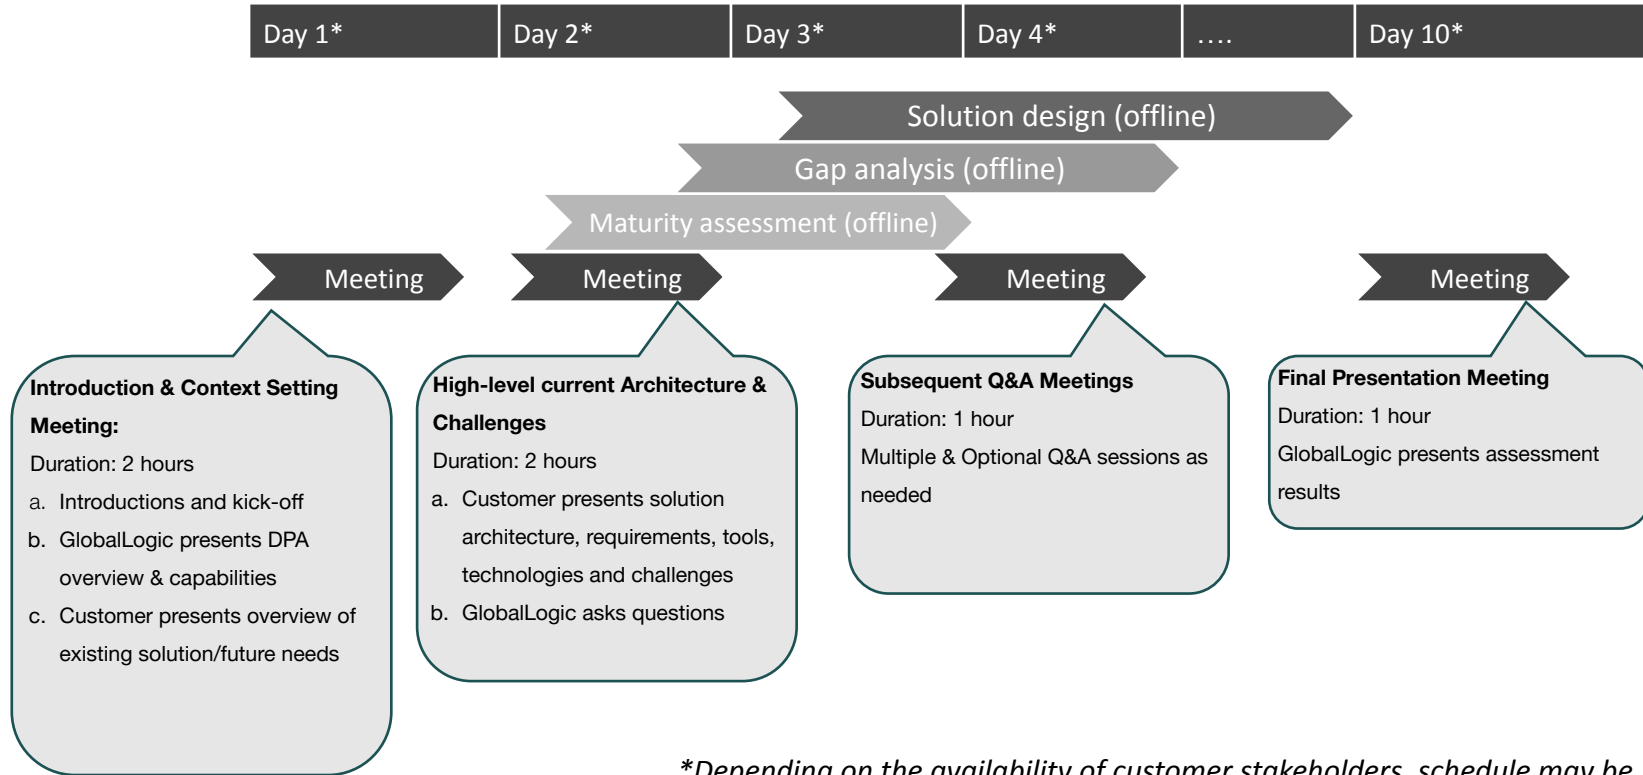 Day 1*
Day 2*
Day 3*
Day 4*
....
Day 10*
Solution design (offline)
Gap analysis (offline)
Maturity assessment (offline)
Meeting
Meeting
Meeting
Meeting
Introduction & Context Setting
Meeting:
Duration: 2 hours
a. Introductions and kick-off
b. GlobalLogic presents DPA
overview & capabilities
c. Customer presents overview of
existing solution/future needs
High-level current Architecture &
Challenges
Duration: 2 hours
a. Customer presents solution
architecture, requirements, tools,
technologies and challenges
b. GlobalLogic asks questions
Subsequent Q&A Meetings
Duration: 1 hour
Multiple & Optional Q&A sessions as
needed
Final Presentation Meeting
Duration: 1 hour
GlobalLogic presents assessment
results
*Depending on the availability of customer stakeholders, schedule may be